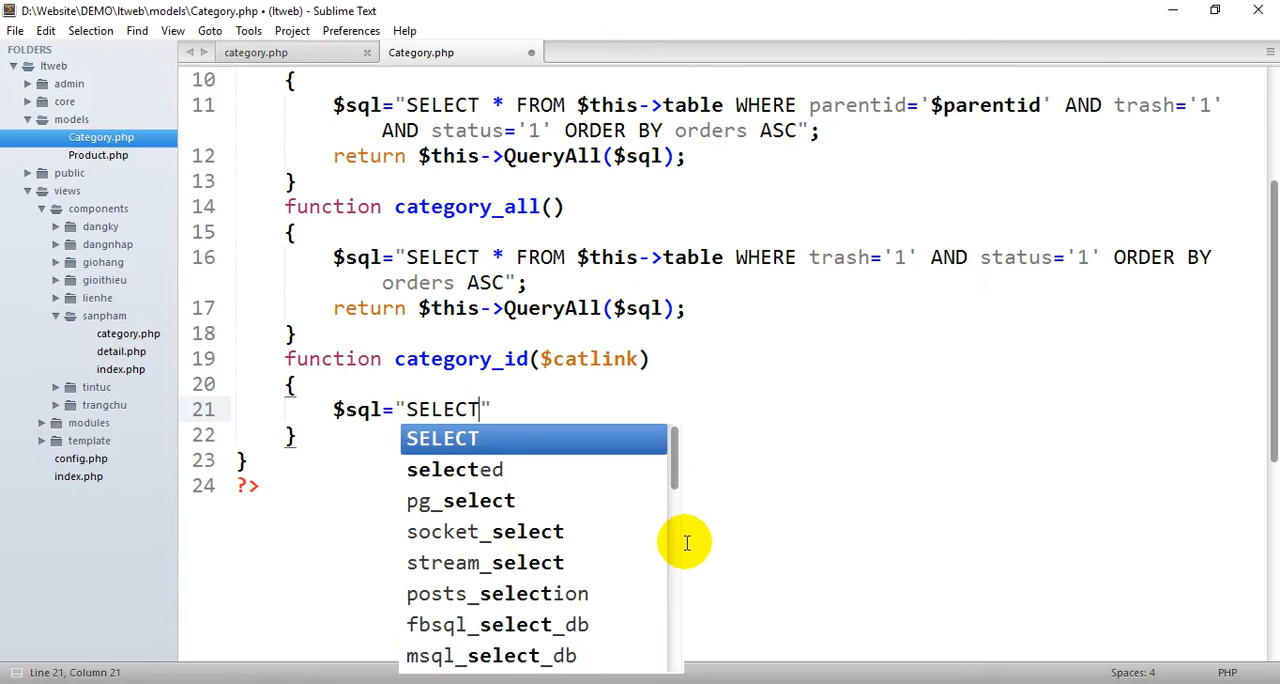 D:\Website\DEMO\ltweb\models\Category.php • (ltweb) - Sublime Text
File Edit Selection Find View Goto Tools Project Preferences Help
FOLDERS
ltweb
admin
core
models
Category.php
Product.php
public
views
components
dangky
dangnhap
giohang
gioithieu
lienhe
sanpham
category.php
detail.php
index.php
tintuc
trangchu
modules
template
config.php
index.php
category.php
Category.php
10 {
11 $sql="SELECT * FROM $this->table WHERE parentid='$parentid' AND trash='1'
AND status='1' ORDER BY orders ASC";
12 return $this->QueryAll($sql);
13 }
14 function category_all()
15 {
16 $sql="SELECT * FROM $this->table WHERE trash='1' AND status='1' ORDER BY
orders ASC";
17 return $this->QueryAll($sql);
18 }
19 function category_id($catlink)
20 {
21 $sql="SELECT"
22 }
23 }
24 ?>
SELECT
selected
pg_select
socket_select
stream_select
posts_selection
fbsql_select_db
msql_select_db
Line 21, Column 21
Spaces: 4
PHP